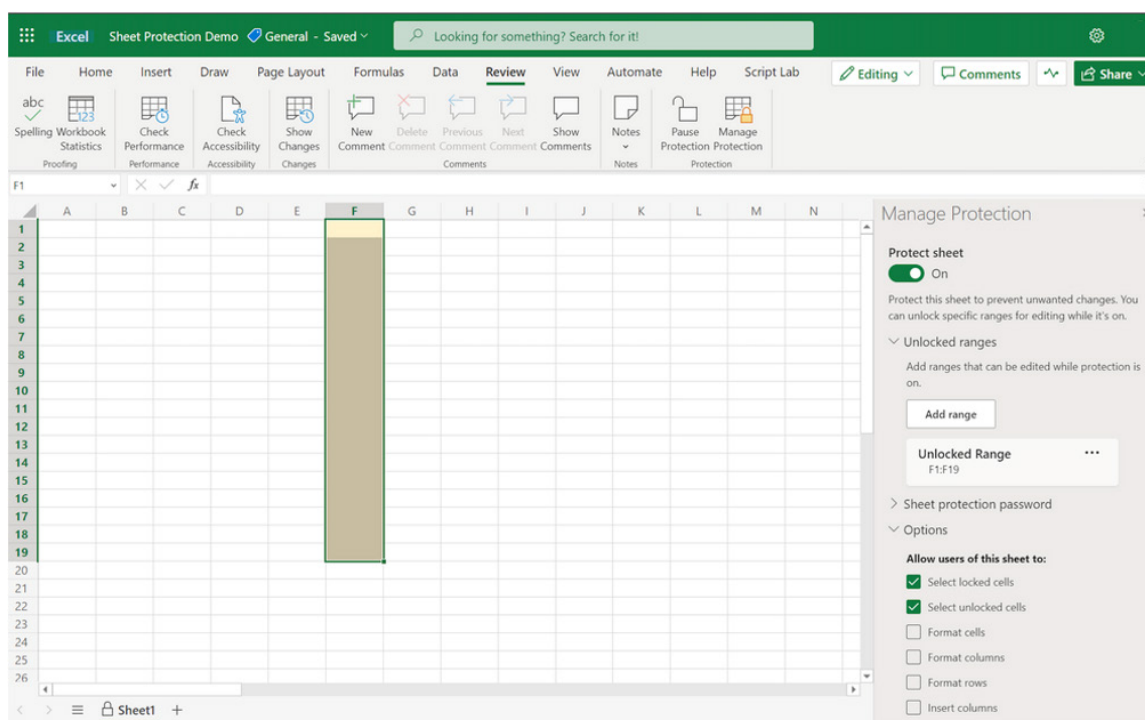 Excel Sheet Protection Demo General - Saved Looking for something? Search for it!
File Home Insert Draw Page Layout Formulas Data Review View Automate Help Script Lab Editing Comments Share
abc
123
Spelling Workbook Statistics Check Performance Check Accessibility Show Changes New Comment Delete Comment Previous Comment Next Comment Show Comments Notes Pause Protection Manage Protection
Proofing Performance Accessibility Changes Comments Notes Protection
F1 fx
A B C D E F G H I J K L M N
1
2
3
4
5
6
7
8
9
10
11
12
13
14
15
16
17
18
19
20
21
22
23
24
25
26
Sheet1
Manage Protection
Protect sheet
On
Protect this sheet to prevent unwanted changes. You
can unlock specific ranges for editing while it's on.
Unlocked ranges
Add ranges that can be edited while protection is
on.
Add range
Unlocked Range
F1:F19
Sheet protection password
Options
Allow users of this sheet to:
Select locked cells
Select unlocked cells
Format cells
Format columns
Format rows
Insert columns